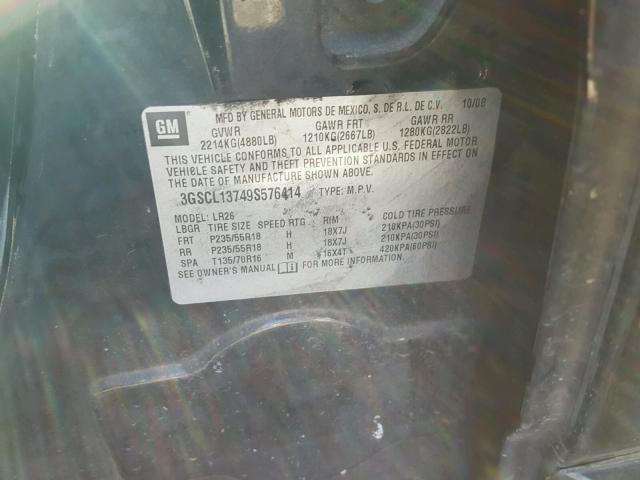 GM
MFD BY GENERAL MOTORS DE MEXICO, S. DE R.L. DE C.V. 10/08
GVWR GAWR FRT GAWR RR
2214KG(4880LB) 1210KG(2667LB) 1280KG(2822LB)
THIS VEHICLE CONFORMS TO ALL APPLICABLE U.S. FEDERAL MOTOR
VEHICLE SAFETY AND THEFT PREVENTION STANDARDS IN EFFECT ON
THE DATE OF MANUFACTURE SHOWN ABOVE.
3GSCL13749S576414 TYPE: M.P.V.
MODEL: LR26
LBGR TIRE SIZE SPEED RTG RIM COLD TIRE PRESSURE
FRT P235/55R18 H 18X7J 210KPA(30PSI)
RR P235/55R18 H 18X7J 210KPA(30PSI)
SPA T135/70R16 M 16X4T 420KPA(60PSI)
SEE OWNER'S MANUAL FOR MORE INFORMATION.